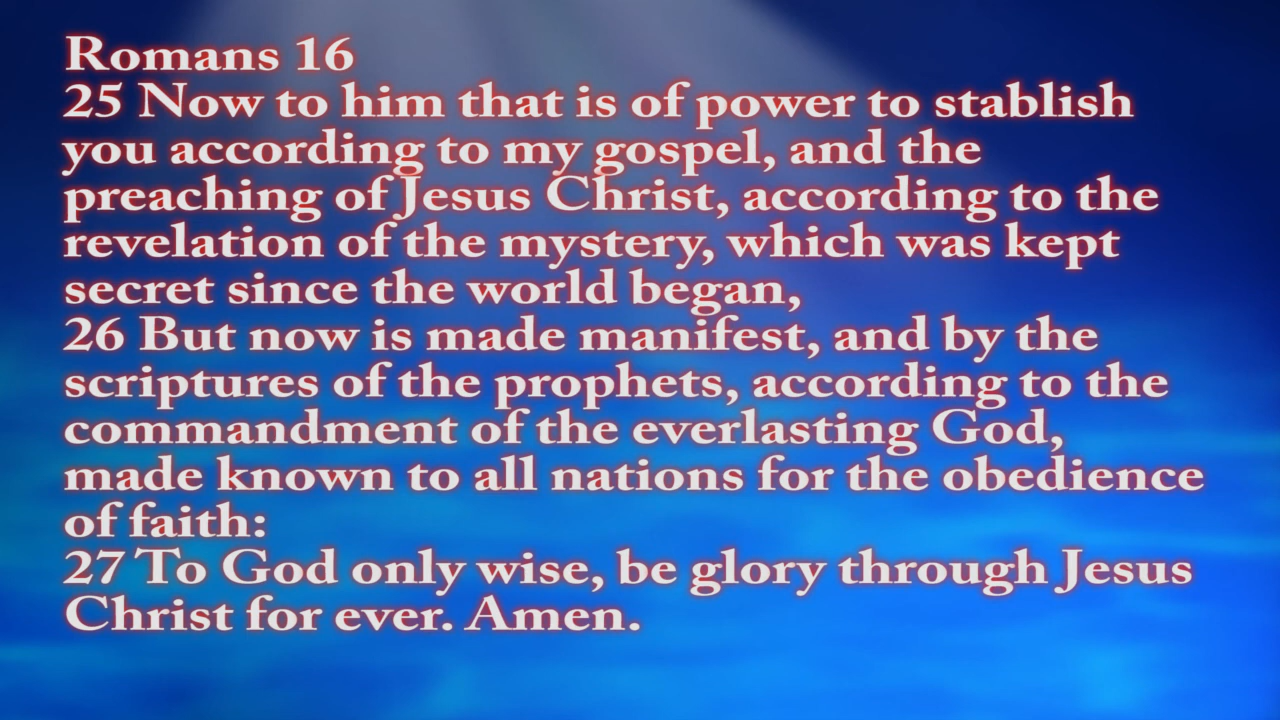 Romans 16
25 Now to him that is of power to stablish
you according to my gospel, and the
preaching of Jesus Christ, according to the
revelation of the mystery, which was kept
secret since the world began,
26 But now is made manifest, and by the
scriptures of the prophets, according to the
commandment of the everlasting God,
made known to all nations for the obedience
of faith:
27 To God only wise, be glory through Jesus
Christ for ever. Amen.